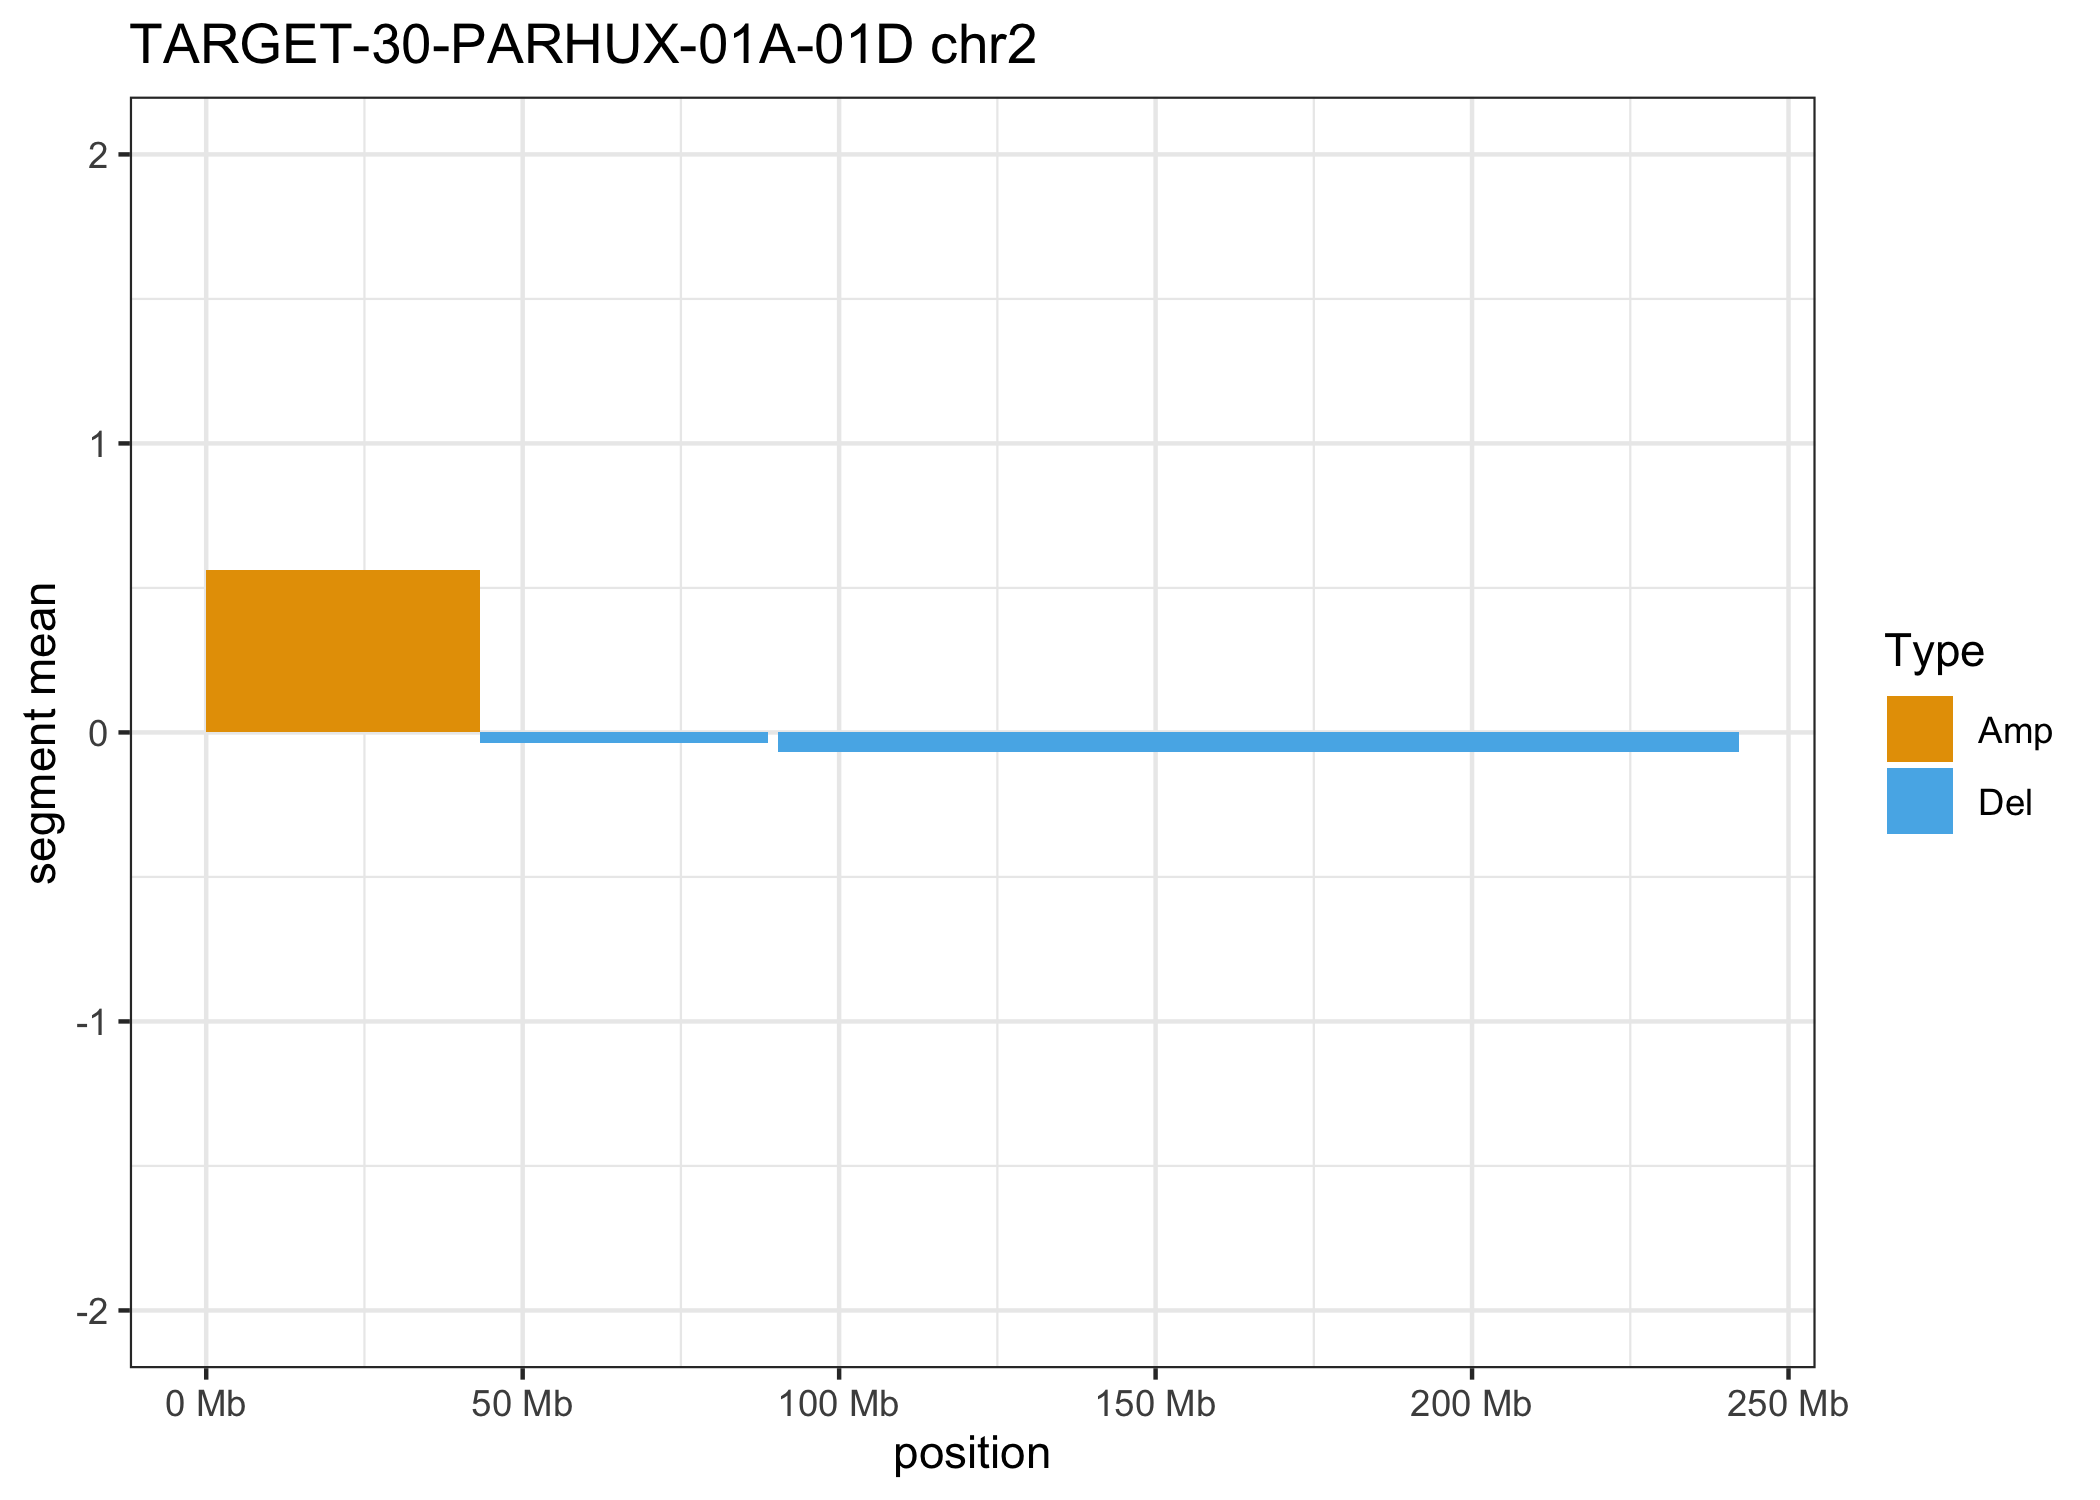 TARGET-30-PARHUX-01A-01D chr2
2
1
0
-1
-2
segment mean
0 Mb
50 Mb
100 Mb
150 Mb
200 Mb
250 Mb
position
Type
Amp
Del